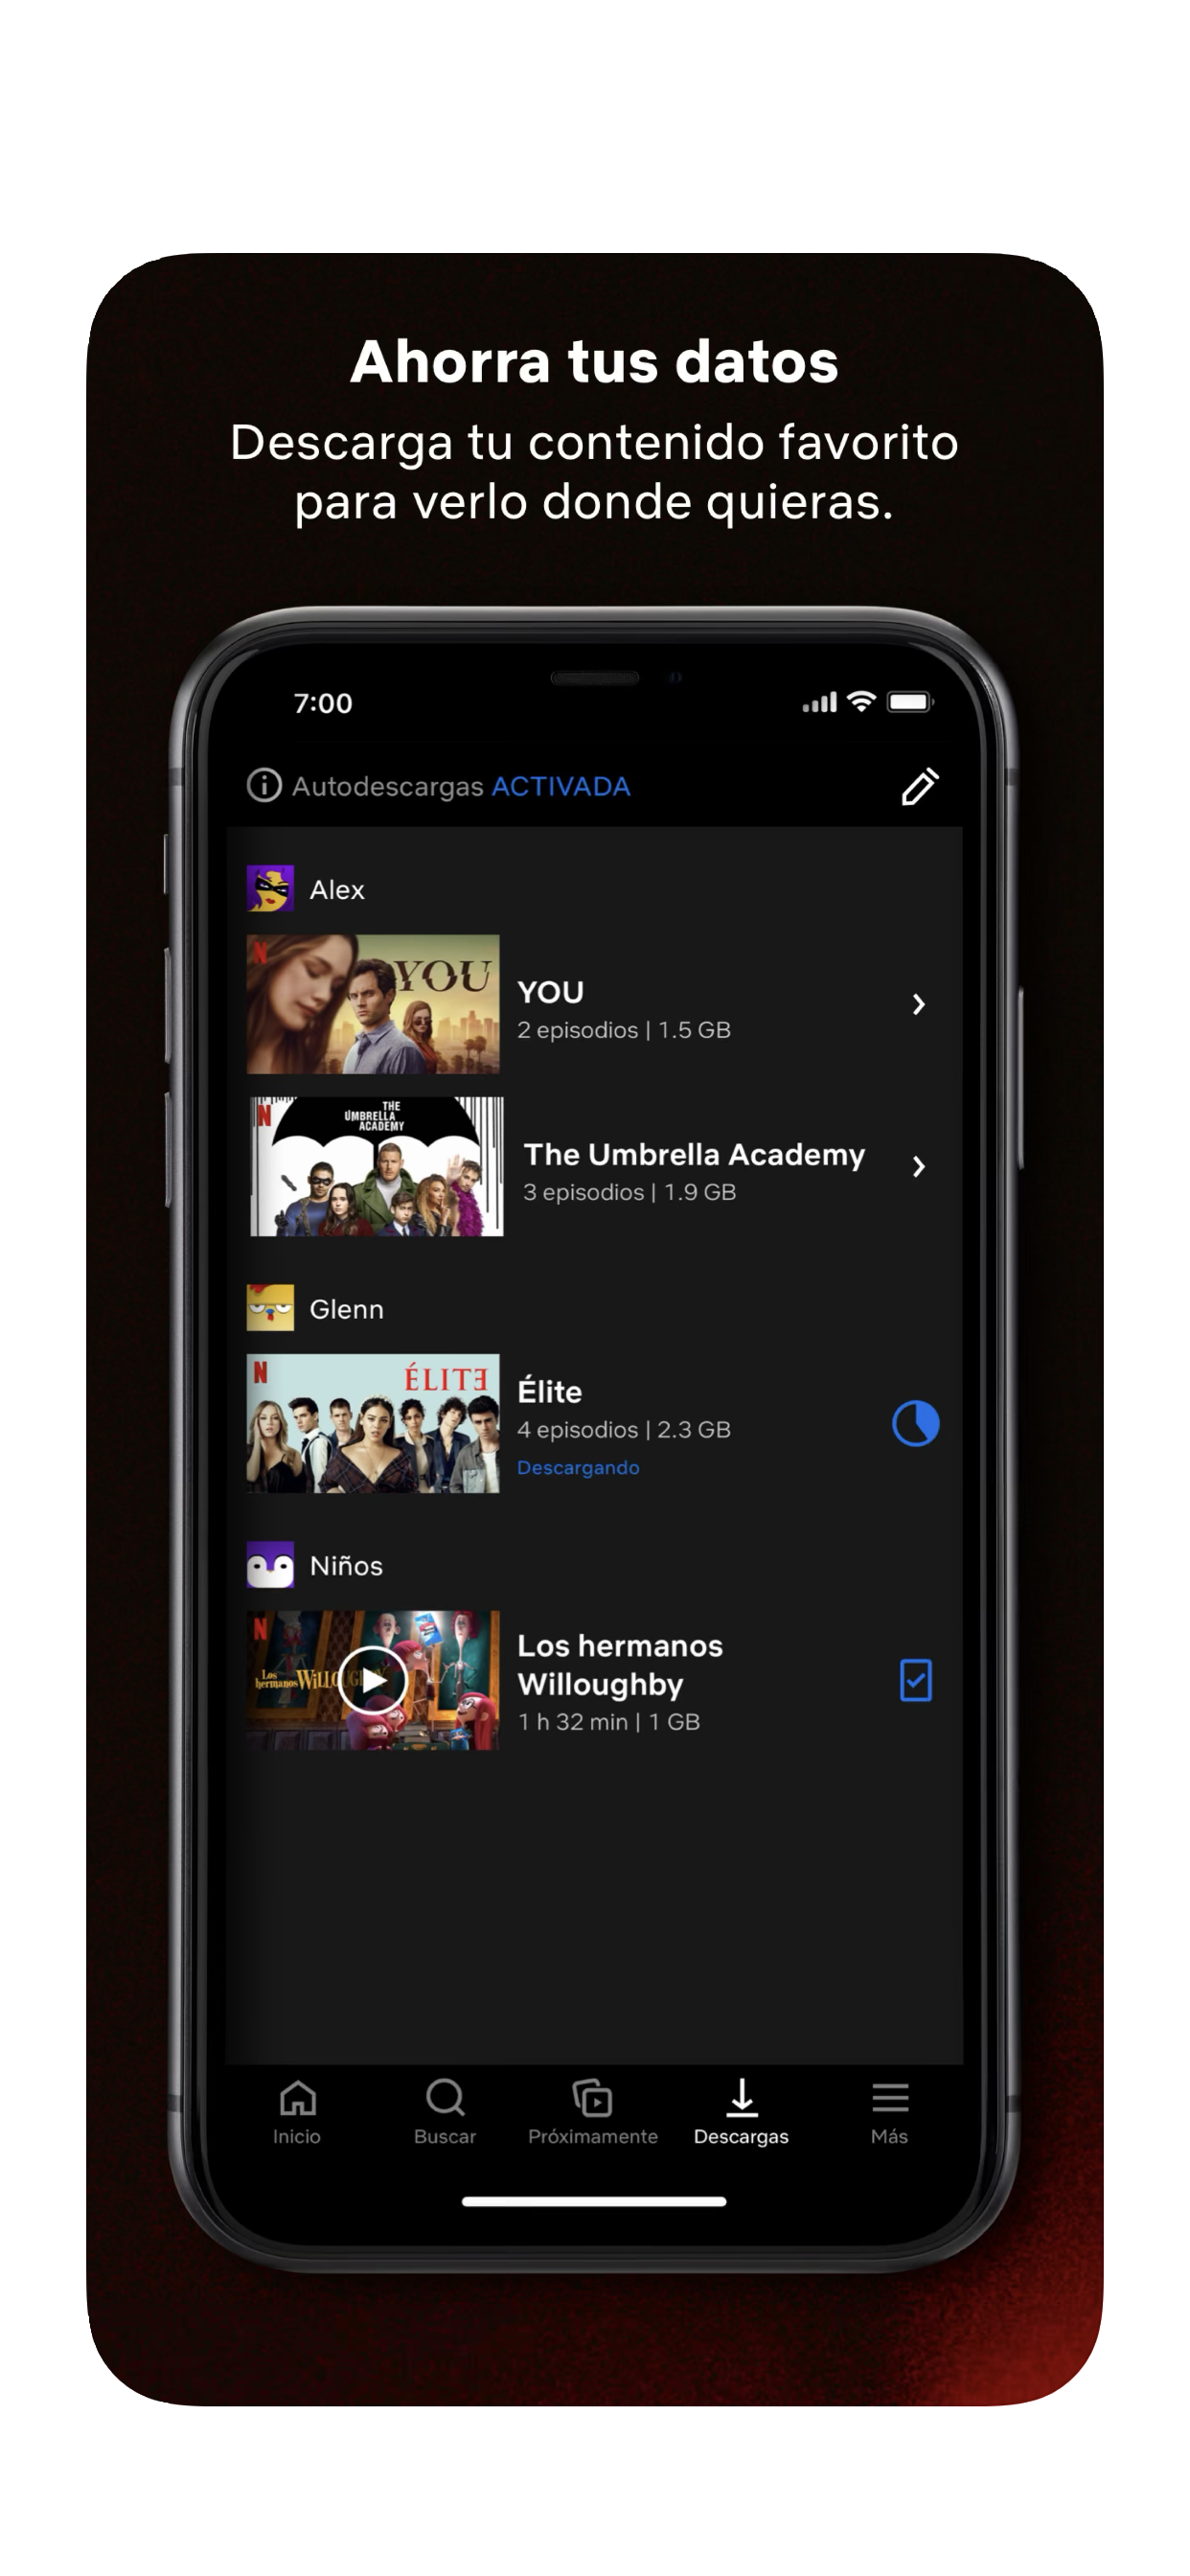 Ahorra tus datos
Descarga tu contenido favorito
para verlo donde quieras.
7:00
Autodescargas ACTIVADA
Alex
N
YOU
YOU
2 episodios | 1.5 GB
N
THE
UMBRELLA
ACADEMY
The Umbrella Academy
3 episodios | 1.9 GB
Glenn
N
ÉLITE
Élite
4 episodios | 2.3 GB
Descargando
Niños
N
Los
hermanos
Los hermanos
Willoughby
1 h 32 min | 1 GB
Inicio
Buscar
Próximamente
Descargas
Más